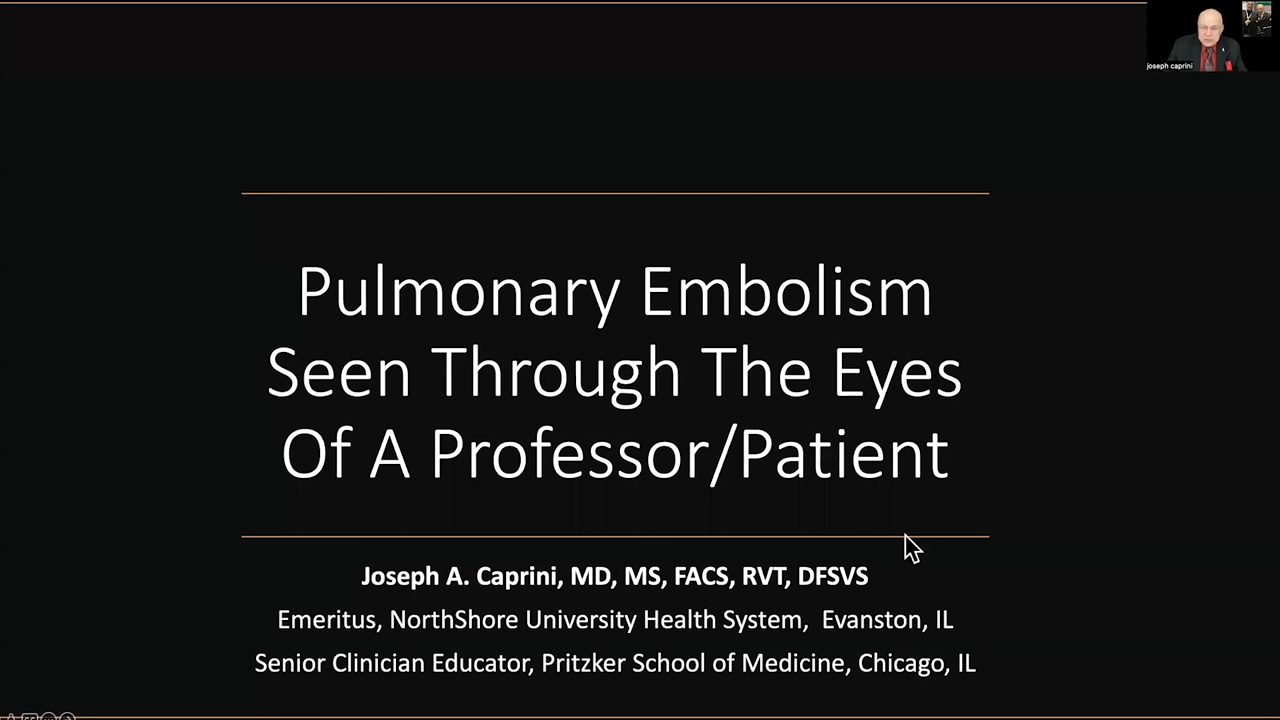 joseph caprini
Pulmonary Embolism
Seen Through The Eyes
Of A Professor/Patient
Joseph A. Caprini, MD, MS, FACS, RVT, DFSVS
Emeritus, NorthShore University Health System, Evanston, IL
Senior Clinician Educator, Pritzker School of Medicine, Chicago, IL